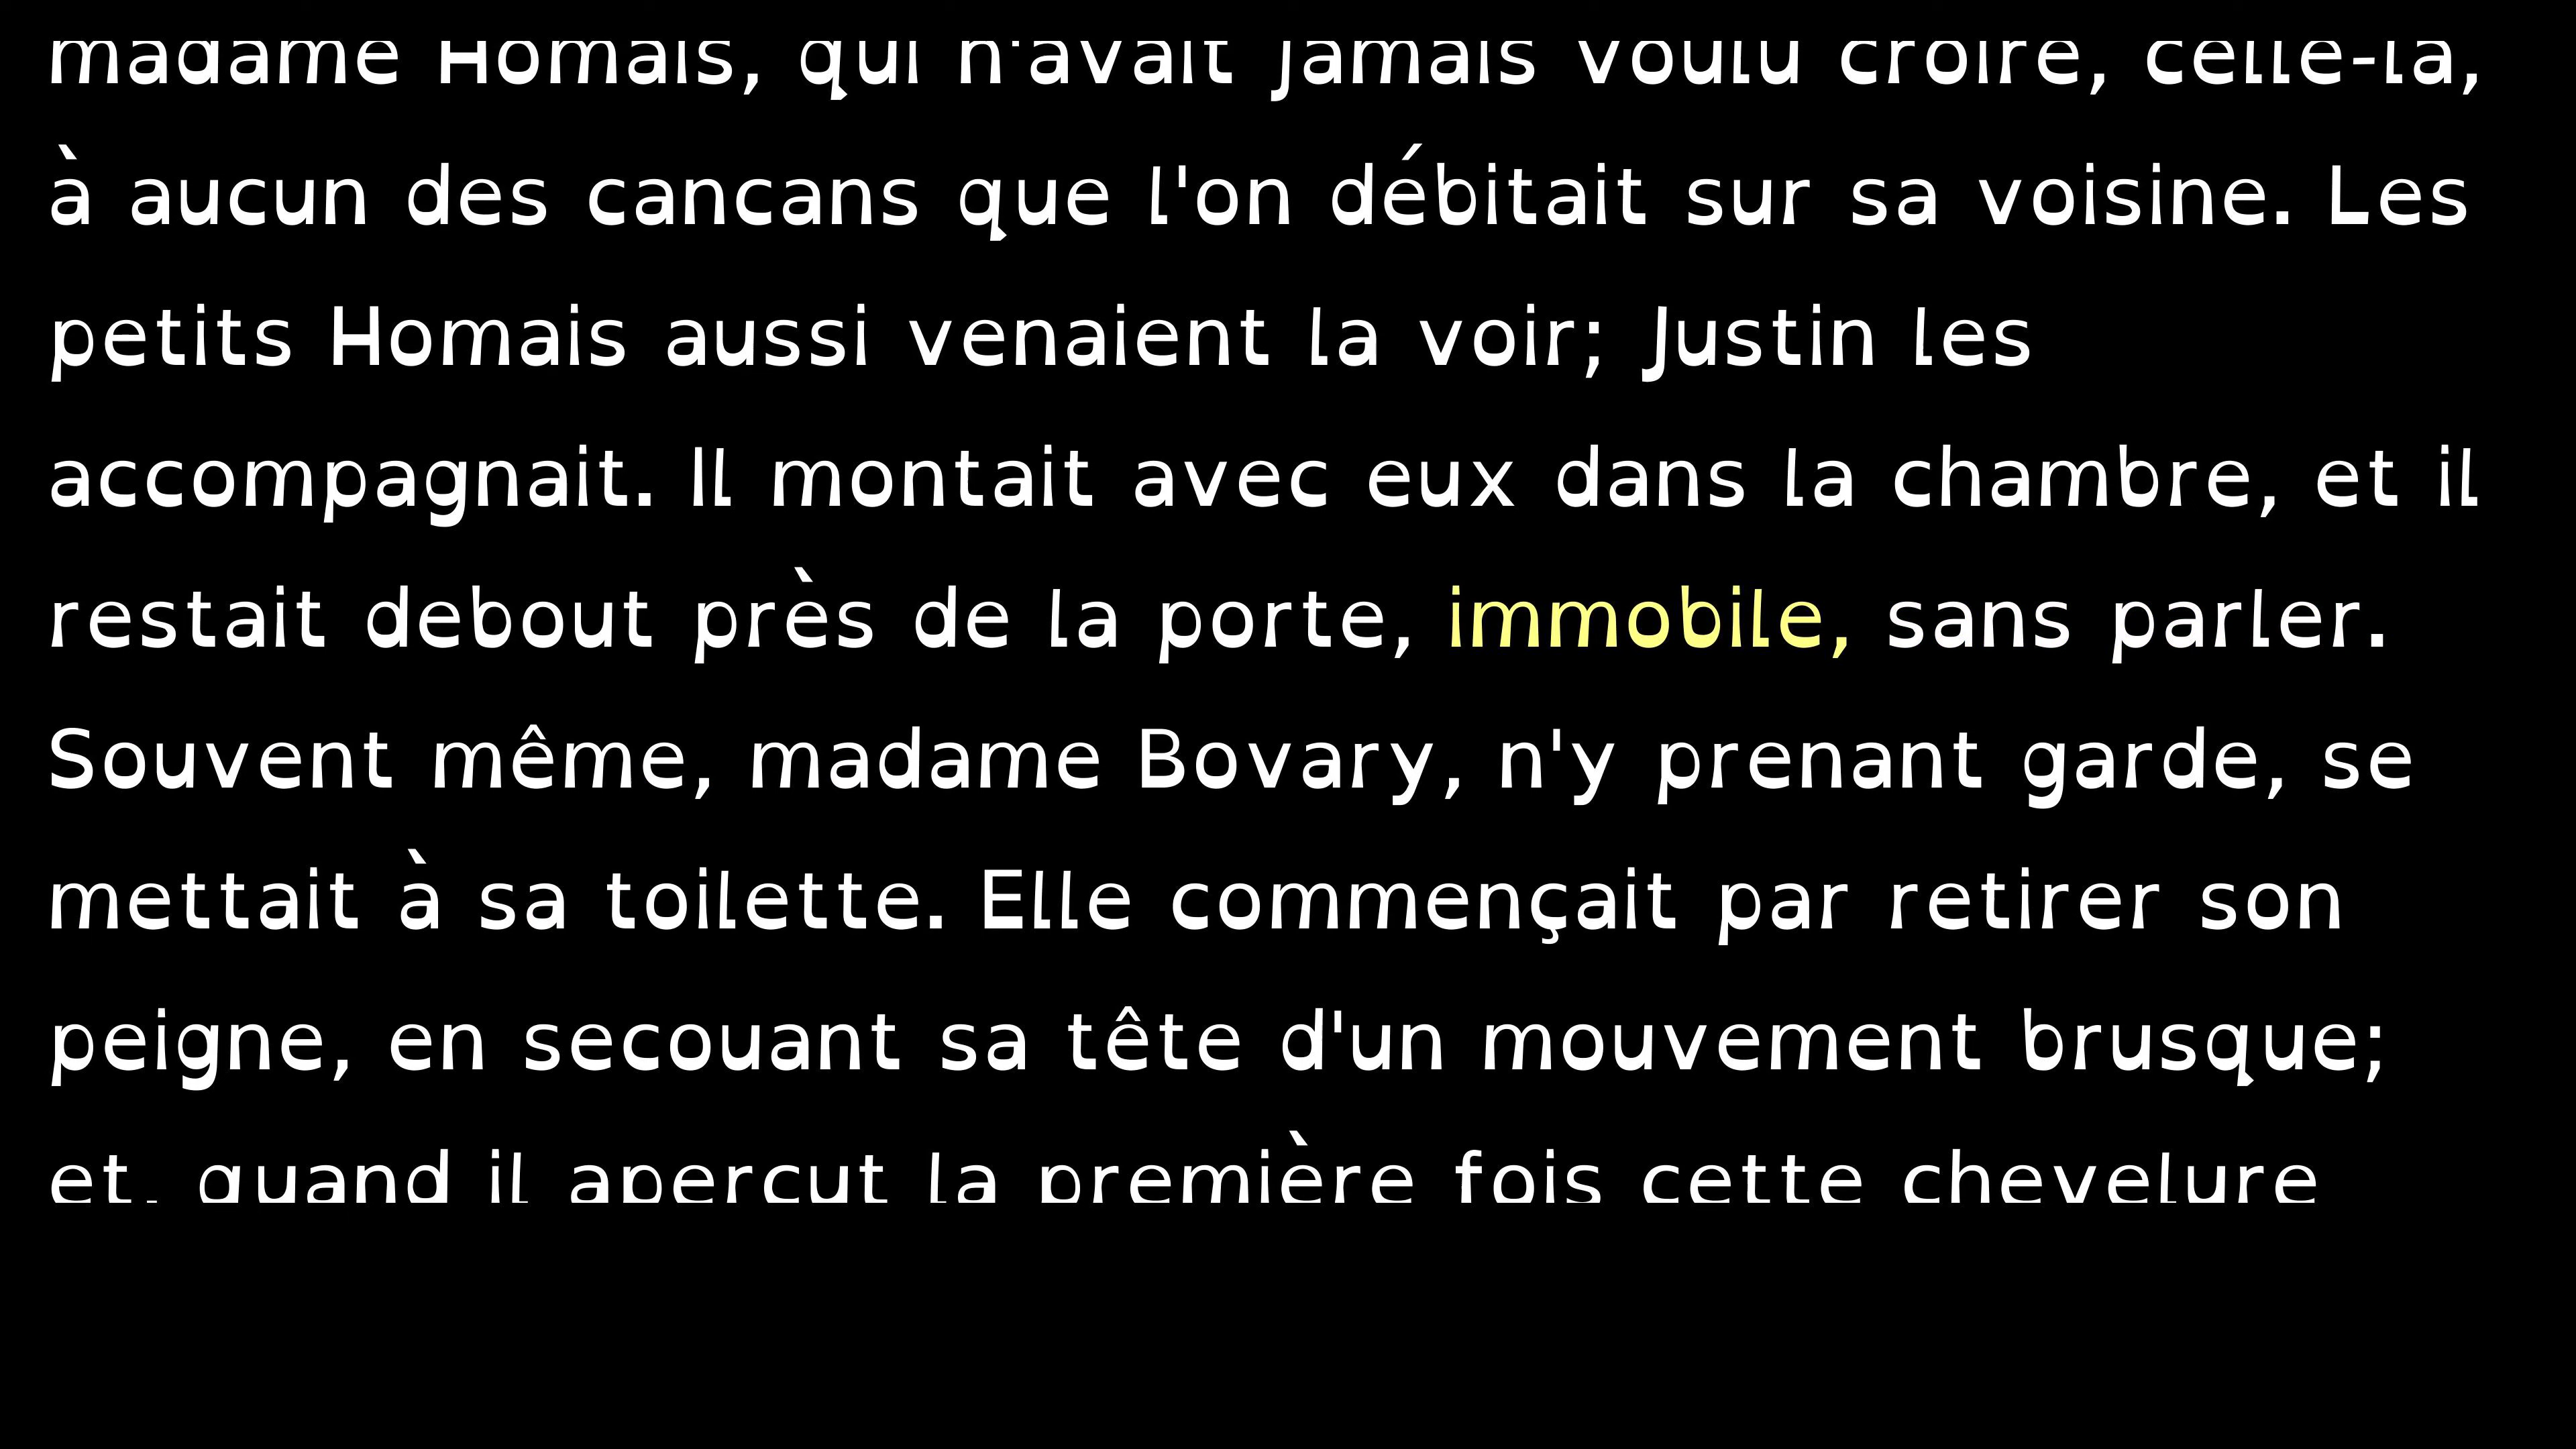 madame Homais, qui n'avait jamais voulu croire, celle-là,
à aucun des cancans que l'on débitait sur sa voisine. Les
petits Homais aussi venaient la voir; Justin les
accompagnait. Il montait avec eux dans la chambre, et il
restait debout près de la porte, immobile, sans parler.
Souvent même, madame Bovary, n'y prenant garde, se
mettait à sa toilette. Elle commençait par retirer son
peigne, en secouant sa tête d'un mouvement brusque;
et, quand il aperçut la première fois cette chevelure